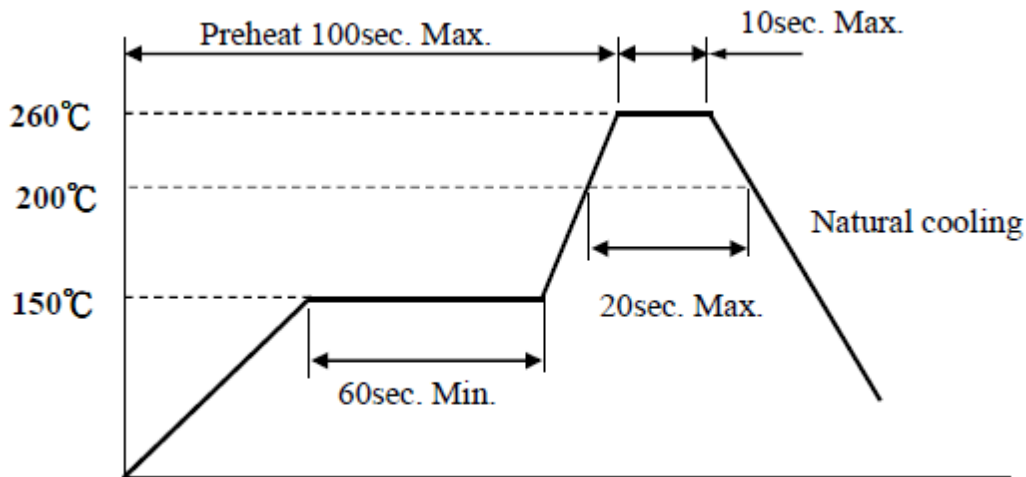 Preheat 100sec. Max.
10sec. Max.
260℃
200℃
Natural cooling
150℃
20sec. Max.
60sec. Min.